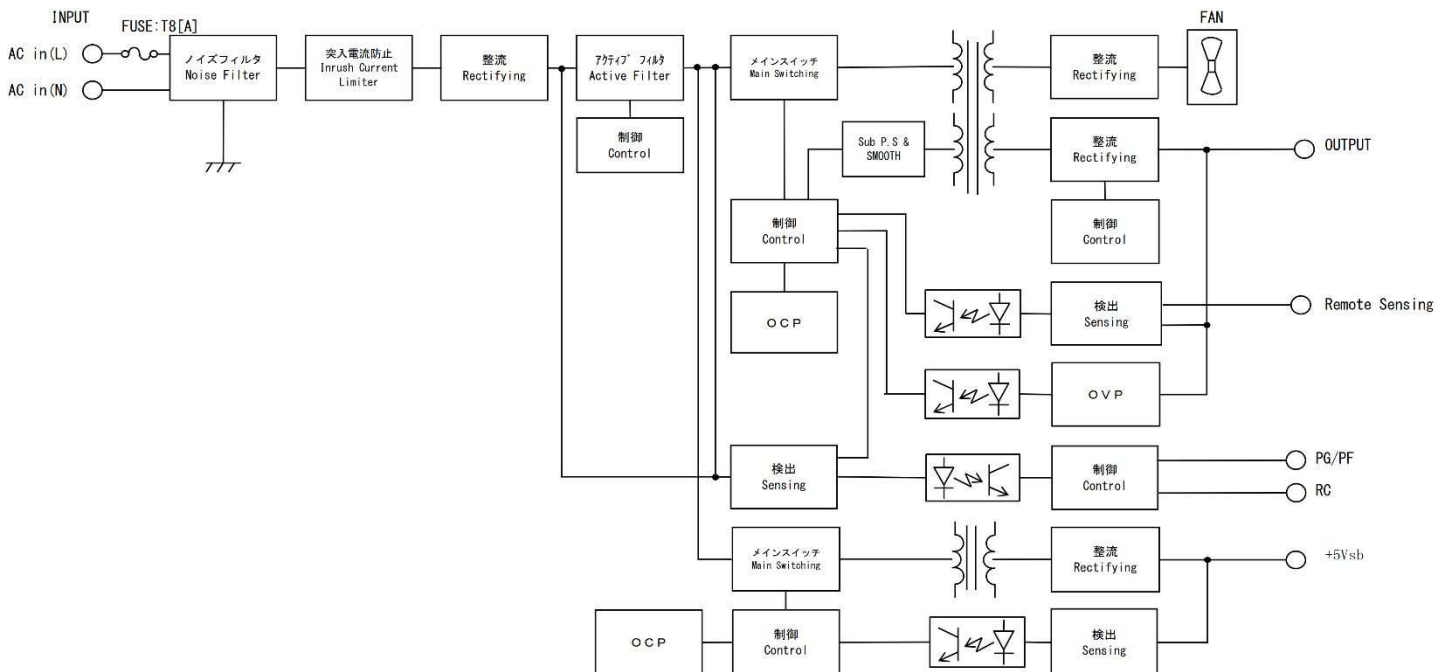 INPUT
FUSE:T8[A]
AC in(L)
AC in(N)
ノイズフィルタ
Noise Filter
突入電流防止
Inrush Current
Limiter
整流
Rectifying
アクティブ フィルタ
Active Filter
制御
Control
メインスイッチ
Main Switching
整流
Rectifying
FAN
Sub P.S &
SMOOTH
整流
Rectifying
OUTPUT
制御
Control
制御
Control
OCP
検出
Sensing
Remote Sensing
OVP
検出
Sensing
制御
Control
PG/PF
RC
メインスイッチ
Main Switching
整流
Rectifying
+5Vsb
OCP
制御
Control
検出
Sensing